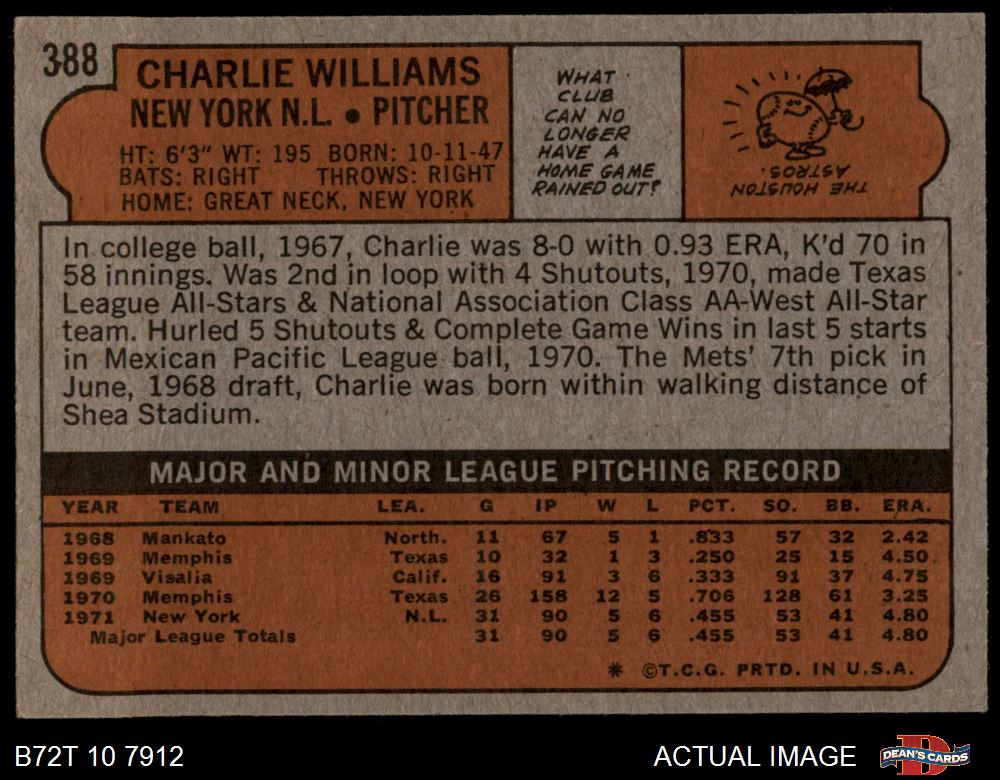 388
CHARLIE WILLIAMS
NEW YORK N.L. • PITCHER
HT: 6'3" WT: 195 BORN: 10-11-47
BATS: RIGHT THROWS: RIGHT
HOME: GREAT NECK, NEW YORK
WHAT
CLUB
CAN NO
LONGER
HAVE A
HOME GAME
RAINED OUT?
THE HOUSTON
ASTROS.
In college ball, 1967, Charlie was 8-0 with 0.93 ERA, K'd 70 in
58 innings. Was 2nd in loop with 4 Shutouts, 1970, made Texas
League All-Stars & National Association Class AA-West All-Star
team. Hurled 5 Shutouts & Complete Game Wins in last 5 starts
in Mexican Pacific League ball, 1970. The Mets' 7th pick in
June, 1968 draft, Charlie was born within walking distance of
Shea Stadium.
MAJOR AND MINOR LEAGUE PITCHING RECORD
YEAR TEAM LEA. G IP W L PCT. SO. BB. ERA.
1968 Mankato North. 11 67 5 1 .833 57 32 2.42
1969 Memphis Texas 10 32 1 3 .250 25 15 4.50
1969 Visalia Calif. 16 91 3 6 .333 91 37 4.75
1970 Memphis Texas 26 158 12 5 .706 128 61 3.25
1971 New York N.L. 31 90 5 6 .455 53 41 4.80
Major League Totals 31 90 5 6 .455 53 41 4.80
* ©T.C.G. PRTD. IN U.S.A.
B72T 10 7912
ACTUAL IMAGE
D
DEAN'S CARDS